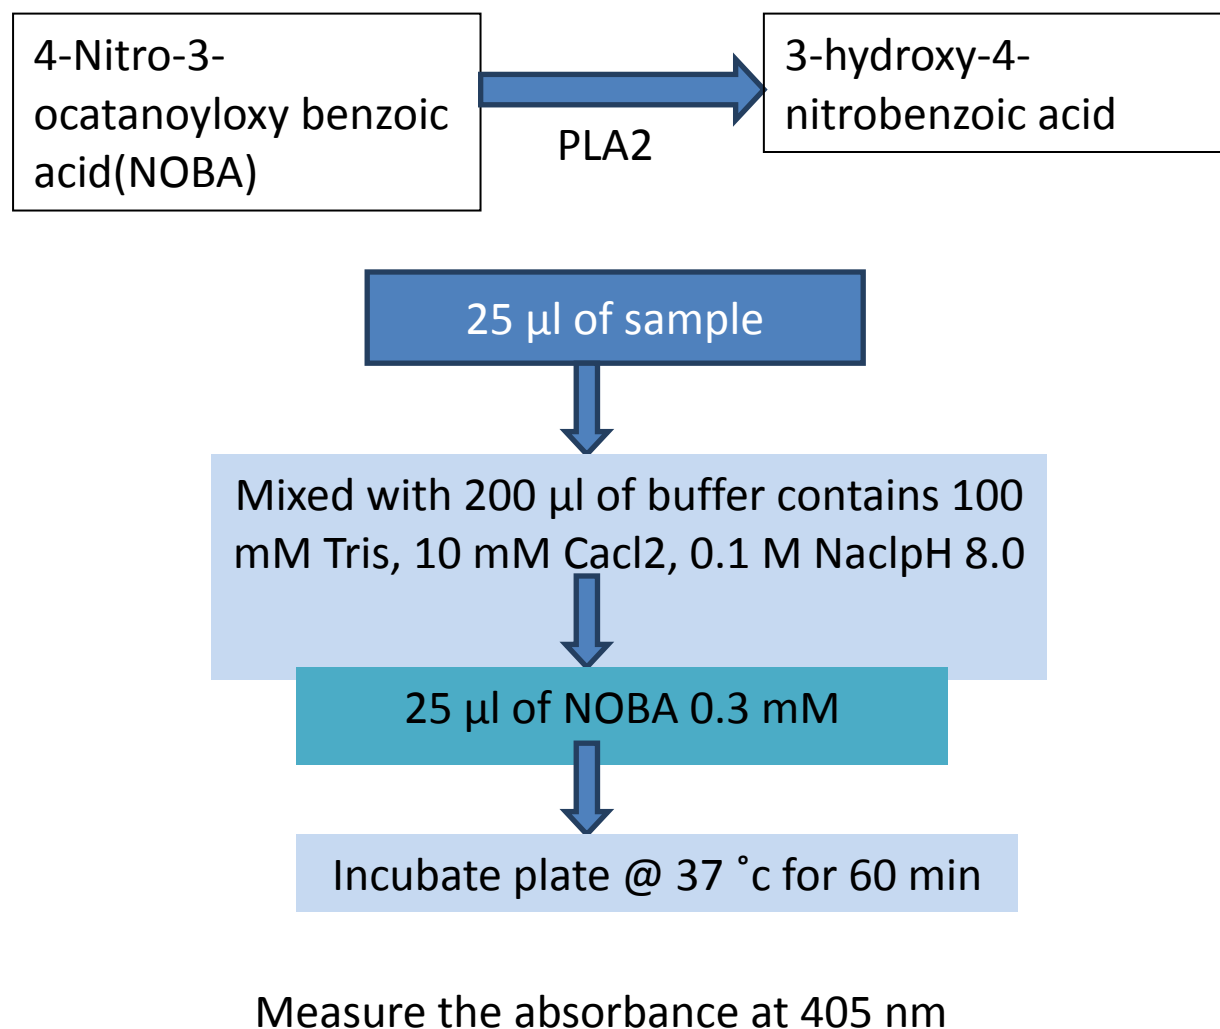 4-Nitro-3-
ocatanoyloxy benzoic
acid(NOBA)
PLA2
3-hydroxy-4-
nitrobenzoic acid
25 µl of sample
Mixed with 200 µl of buffer contains 100
mM Tris, 10 mM Cacl2, 0.1 M NaclpH 8.0
25 µl of NOBA 0.3 mM
Incubate plate @ 37 ˚c for 60 min
Measure the absorbance at 405 nm